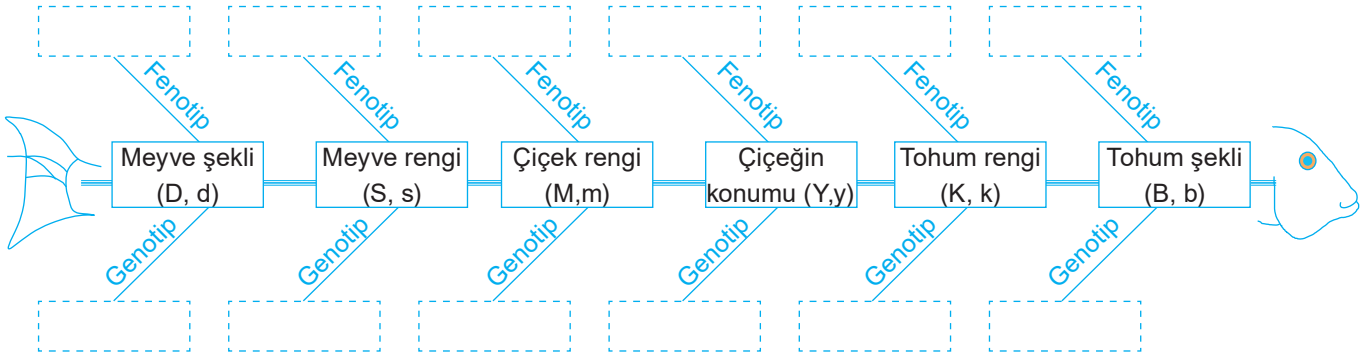 Fenotip
Fenotip
Fenotip
Fenotip
Fenotip
Fenotip
Meyve şekli
(D, d)
Meyve rengi
(S, s)
Çiçek rengi
(M,m)
Çiçeğin
konumu (Y,y)
Tohum rengi
(K, k)
Tohum şekli
(B, b)
Genotip
Genotip
Genotip
Genotip
Genotip
Genotip